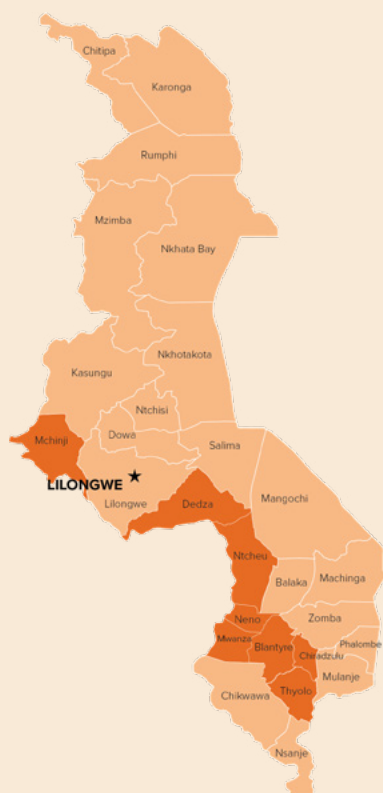 Chitipa
Karonga
Rumphi
Mzimba
Nkhata Bay
Nkhotakota
Kasungu
Ntchisi
Dowa
Mchinji
Salima
LILONGWE
Lilongwe
Dedza
Mangochi
Ntcheu
Balaka
Machinga
Neno
Zomba
Mwanza
Blantyre
Chiradzulu
Phalombe
Mulanje
Thyolo
Chikwawa
Nsanje